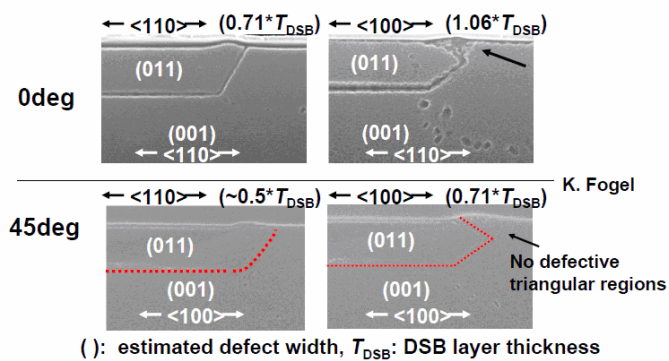 <110> (0.71*TDSB) <100> (1.06*TDSB)
0deg
(011) (011)
(001) (001)
<110> <110>
K. Fogel
<110> (~0.5*TDSB) <100> (0.71*TDSB)
45deg
(011) (011)
No defective
triangular regions
(001) (001)
<100> <100>
( ): estimated defect width, TDSB: DSB layer thickness